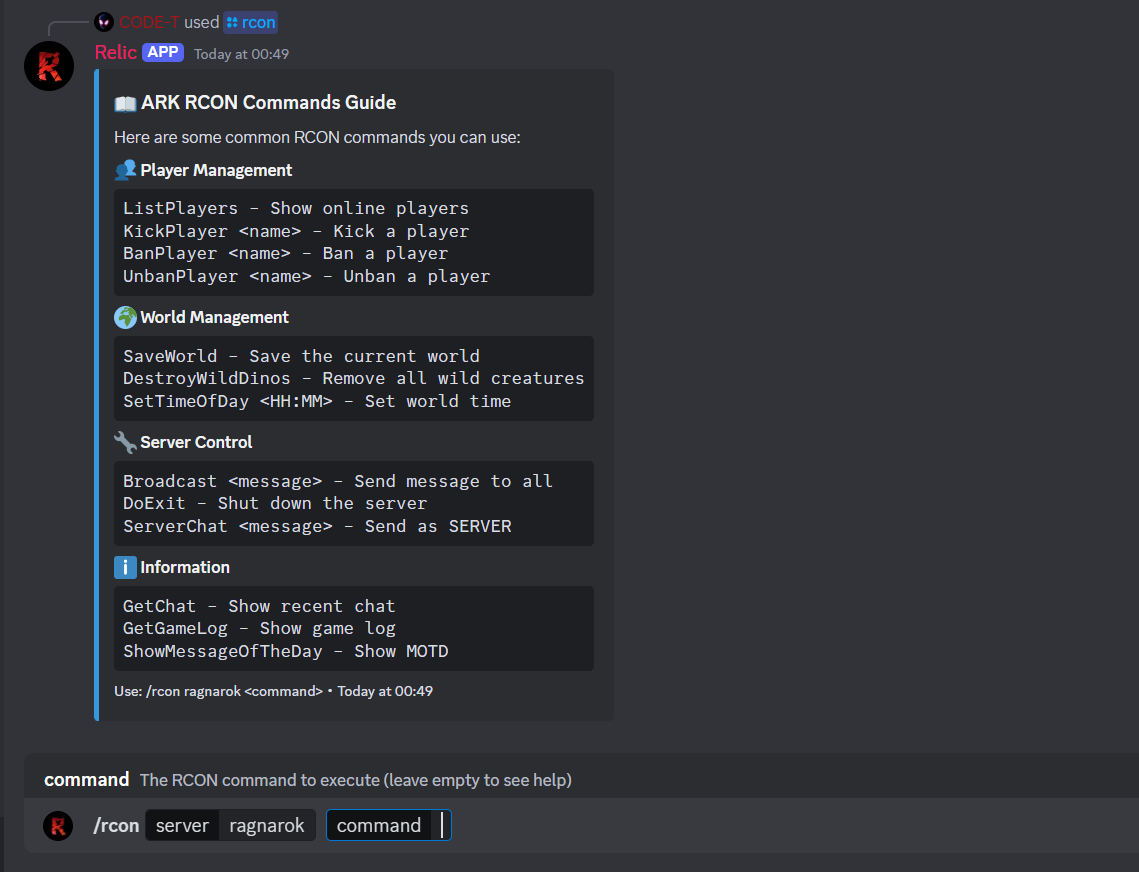 CODE-T used rcon
Relic APP Today at 00:49
ARK RCON Commands Guide
Here are some common RCON commands you can use:
Player Management
ListPlayers - Show online players
KickPlayer <name> - Kick a player
BanPlayer <name> - Ban a player
UnbanPlayer <name> - Unban a player
World Management
SaveWorld - Save the current world
DestroyWildDinos - Remove all wild creatures
SetTimeOfDay <HH:MM> - Set world time
Server Control
Broadcast <message> - Send message to all
DoExit - Shut down the server
ServerChat <message> - Send as SERVER
Information
GetChat - Show recent chat
GetGameLog - Show game log
ShowMessageOfTheDay - Show MOTD
Use: /rcon ragnarok <command> • Today at 00:49
command The RCON command to execute (leave empty to see help)
/rcon server ragnarok command